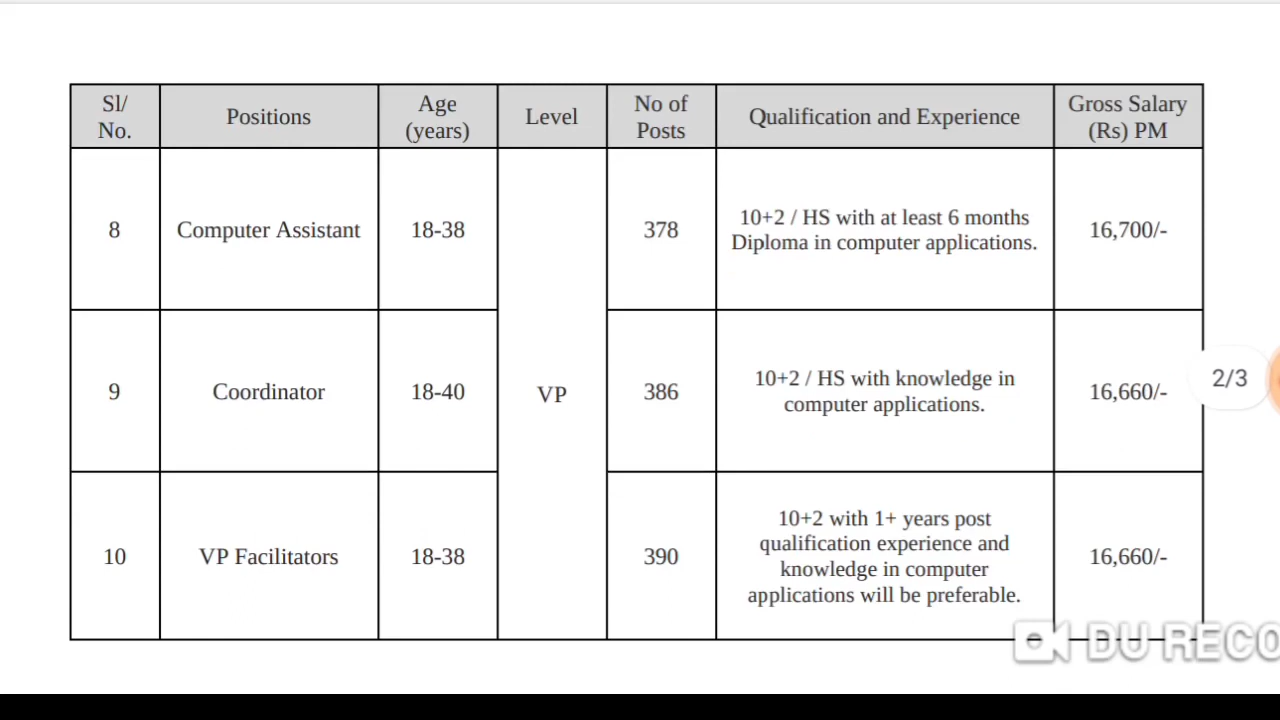 Sl/ No. Positions Age (years) Level No of Posts Qualification and Experience Gross Salary (Rs) PM
8 Computer Assistant 18-38 378 10+2 / HS with at least 6 months Diploma in computer applications. 16,700/-
9 Coordinator 18-40 VP 386 10+2 / HS with knowledge in computer applications. 16,660/-
2/3
10 VP Facilitators 18-38 390 10+2 with 1+ years post qualification experience and knowledge in computer applications will be preferable. 16,660/-
DU RECO